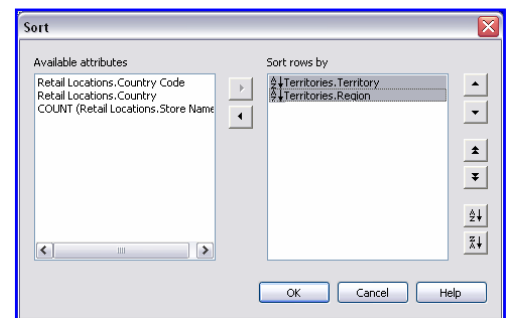 Sort
Available attributes
Sort rows by
Retail Locations.Country Code
Retail Locations.Country
COUNT (Retail Locations.Store Name
Territories.Territory
Territories.Region
OK
Cancel
Help